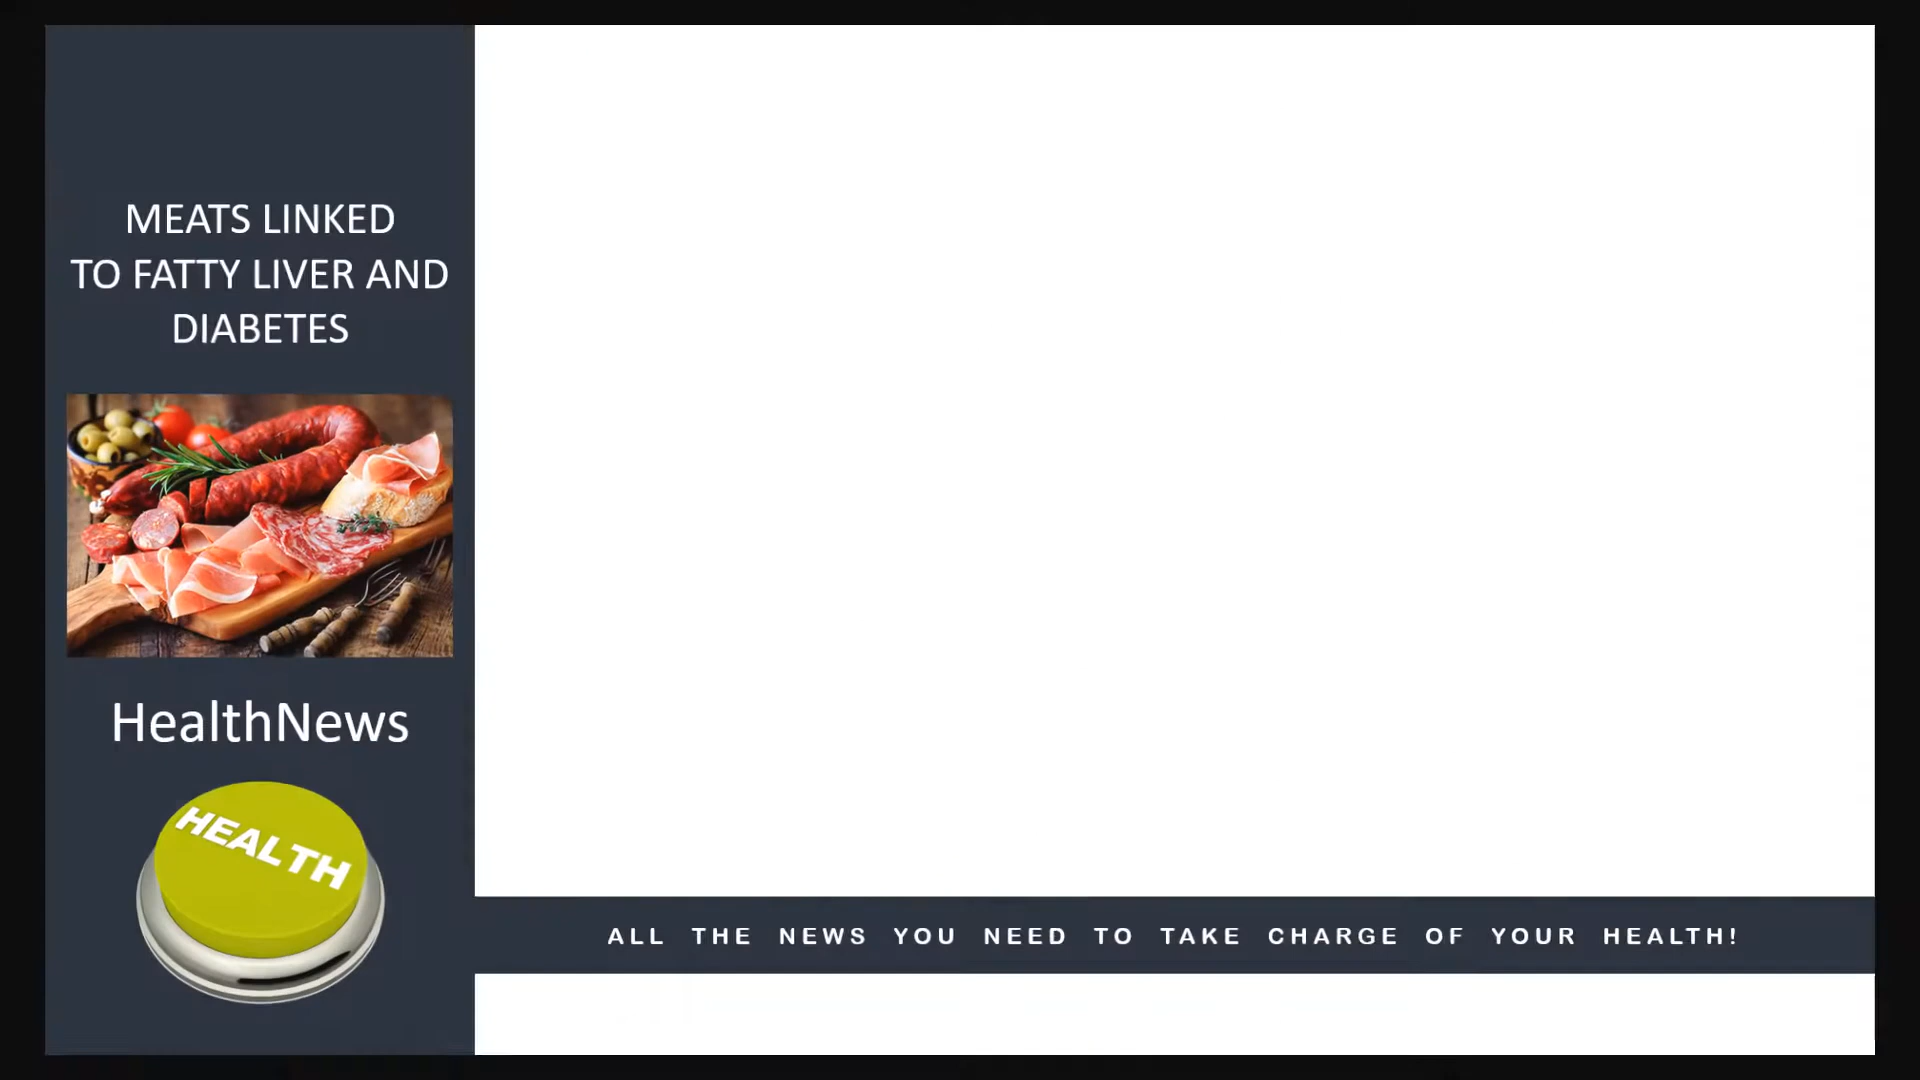 MEATS LINKED
TO FATTY LIVER AND
DIABETES
HealthNews
HEALTH
ALL THE NEWS YOU NEED TO TAKE CHARGE OF YOUR HEALTH!